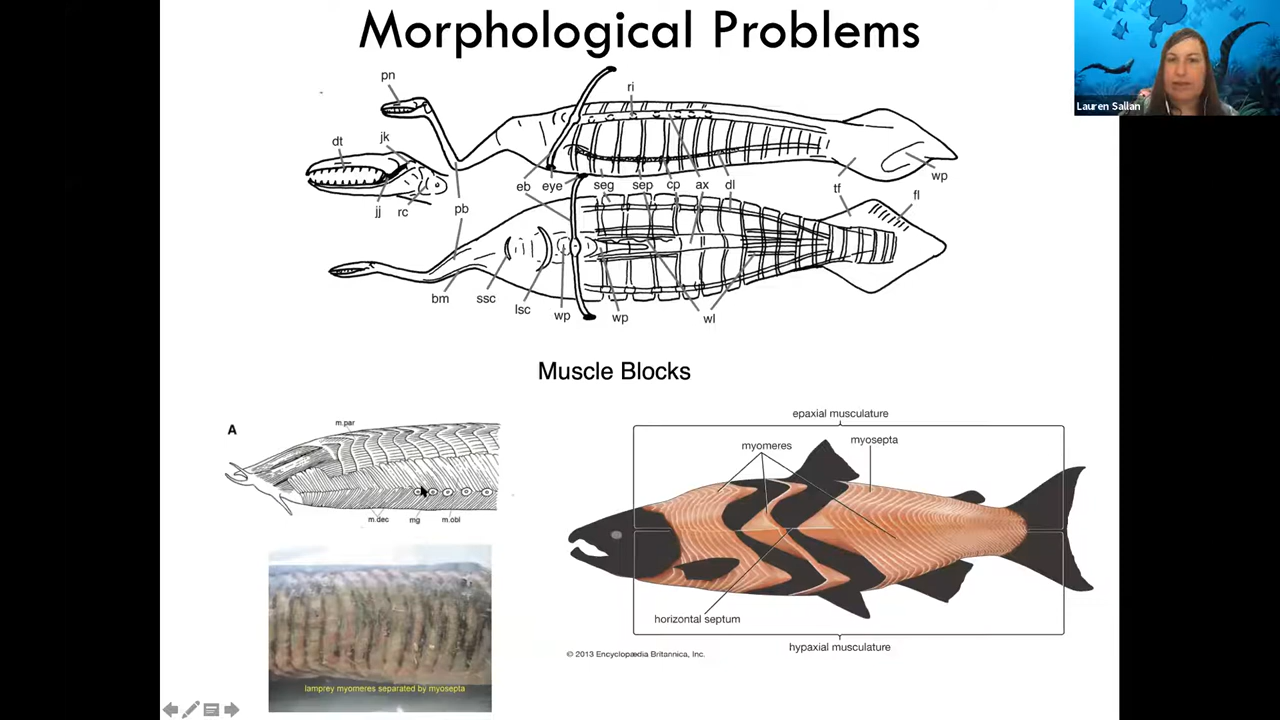 Morphological Problems
Lauren Sallan
pn
ri
dt
jk
wp
eb
eye
seg
sep
cp
ax
dl
tf
fl
jj
rc
pb
bm
ssc
lsc
wp
wp
wl
Muscle Blocks
A
m.par
m.dec
mg
m.obl
lamprey myomeres separated by myosepta
epaxial musculature
myomeres
myosepta
horizontal septum
hypaxial musculature
© 2013 Encyclopædia Britannica, Inc.